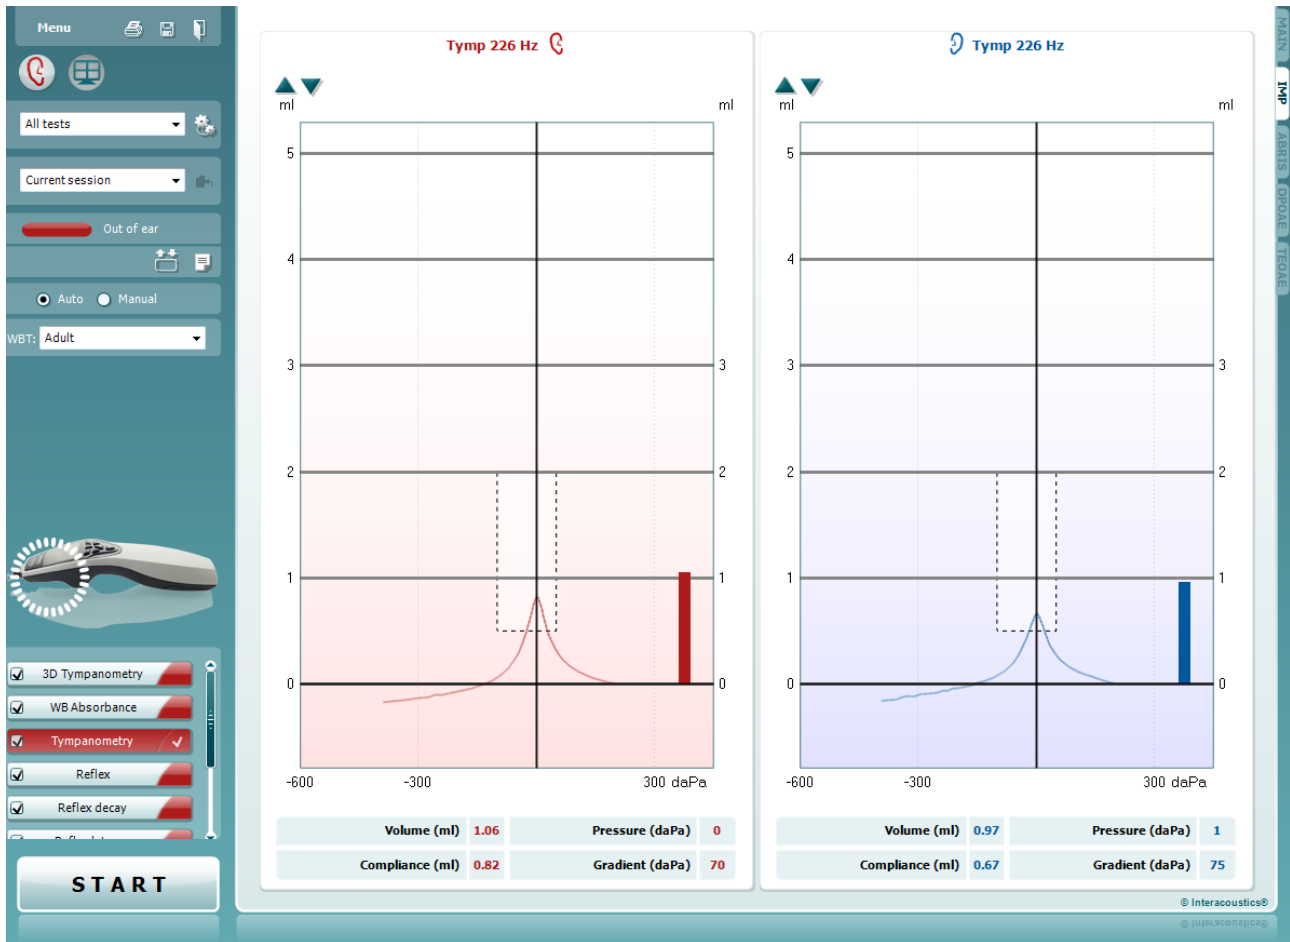 Menu
All tests
Current session
Out of ear
Auto Manual
WBT: Adult
3D Tympanometry
WB Absorbance
Tympanometry
Reflex
Reflex decay
START
Tymp 226 Hz
ml ml
5
4
3 3
2 2
1 1
0 0
-600 -300 300 daPa
Volume (ml) 1.06 Pressure (daPa) 0
Compliance (ml) 0.82 Gradient (daPa) 70
Tymp 226 Hz
ml ml
5
4
3 3
2 2
1 1
0 0
-600 -300 300 daPa
Volume (ml) 0.97 Pressure (daPa) 1
Compliance (ml) 0.67 Gradient (daPa) 75
© Interacoustics®
MAIN
IMP
ABRIS
DPOAE
TEOAE